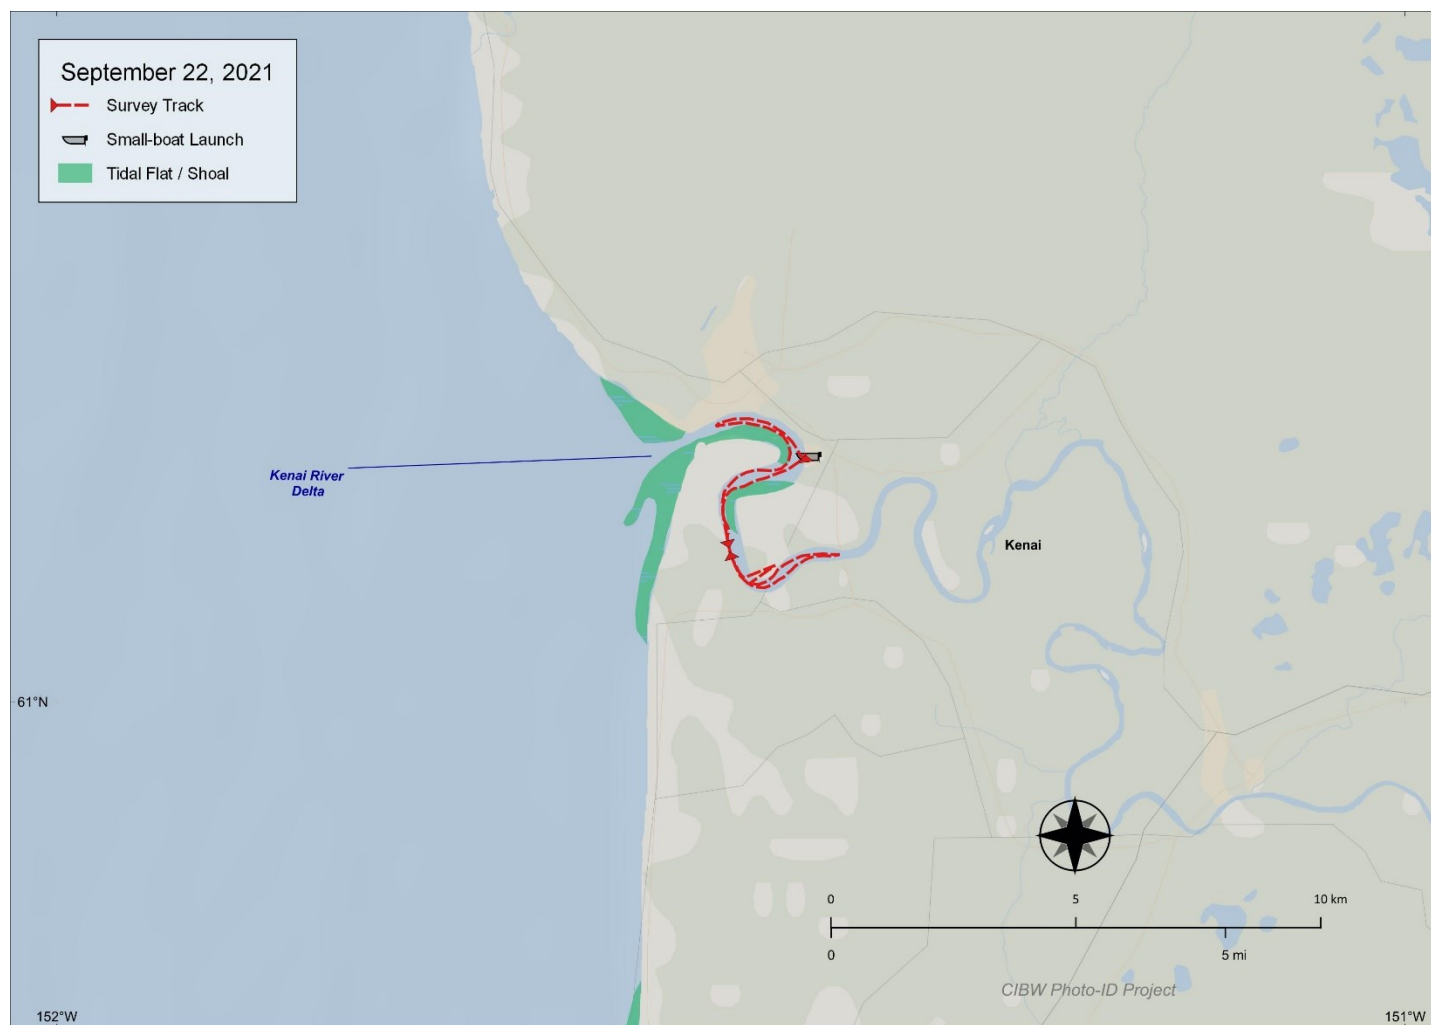 September 22, 2021
Survey Track
Small-boat Launch
Tidal Flat / Shoal
Kenai River
Delta
Kenai
61°N
0 5 10 km
0 5 mi
CIBW Photo-ID Project
152°W 151°W